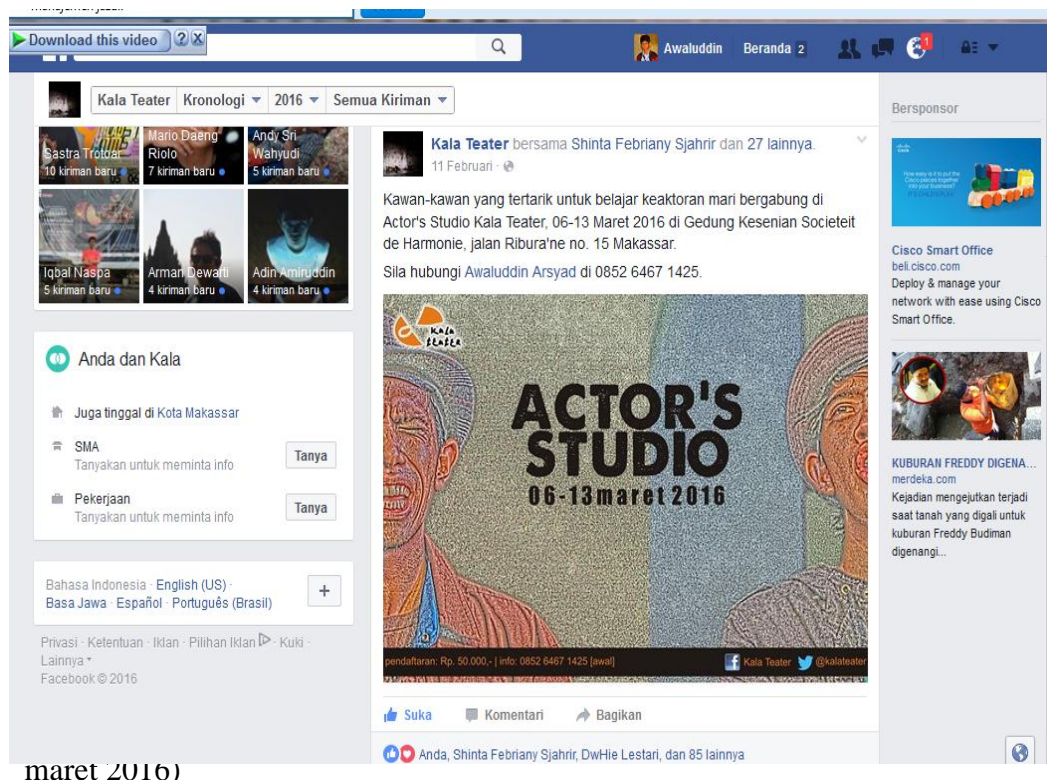 Download this video ? X
Awaluddin Beranda 2 1
Kala Teater Kronologi 2016 Semua Kiriman
Sastra Trotoar
10 kiriman baru
Mario Daeng
Riolo
7 kiriman baru
Andy Sri
Wahyudi
5 kiriman baru
Iqbal Naspa
5 kiriman baru
Arman Dewarti
4 kiriman baru
Adin Amiruddin
4 kiriman baru
Anda dan Kala
Juga tinggal di Kota Makassar
SMA
Tanyakan untuk meminta info
Tanya
Pekerjaan
Tanyakan untuk meminta info
Tanya
Bahasa Indonesia · English (US) ·
Basa Jawa · Español · Português (Brasil)
+
Privasi · Ketentuan · Iklan · Pilihan Iklan · Kuki ·
Lainnya
Facebook © 2016
Kala Teater bersama Shinta Febriany Sjahrir dan 27 lainnya.
11 Februari ·
Kawan-kawan yang tertarik untuk belajar keaktoran mari bergabung di
Actor's Studio Kala Teater, 06-13 Maret 2016 di Gedung Kesenian Societeit
de Harmonie, jalan Ribura'ne no. 15 Makassar.
Sila hubungi Awaluddin Arsyad di 0852 6467 1425.
kala
teater
ACTOR'S
STUDIO
06-13maret 2016
pendaftaran: Rp. 50.000,- | info: 0852 6467 1425 [awal]
f Kala Teater @kalateater
Suka Komentari Bagikan
Anda, Shinta Febriany Sjahrir, DwHie Lestari, dan 85 lainnya
Bersponsor
Cisco Smart Office
beli.cisco.com
Deploy & manage your
network with ease using Cisco
Smart Office.
KUBURAN FREDDY DIGENA...
merdeka.com
Kejadian mengejutkan terjadi
saat tanah yang digali untuk
kuburan Freddy Budiman
digenangi...
maret 2016)